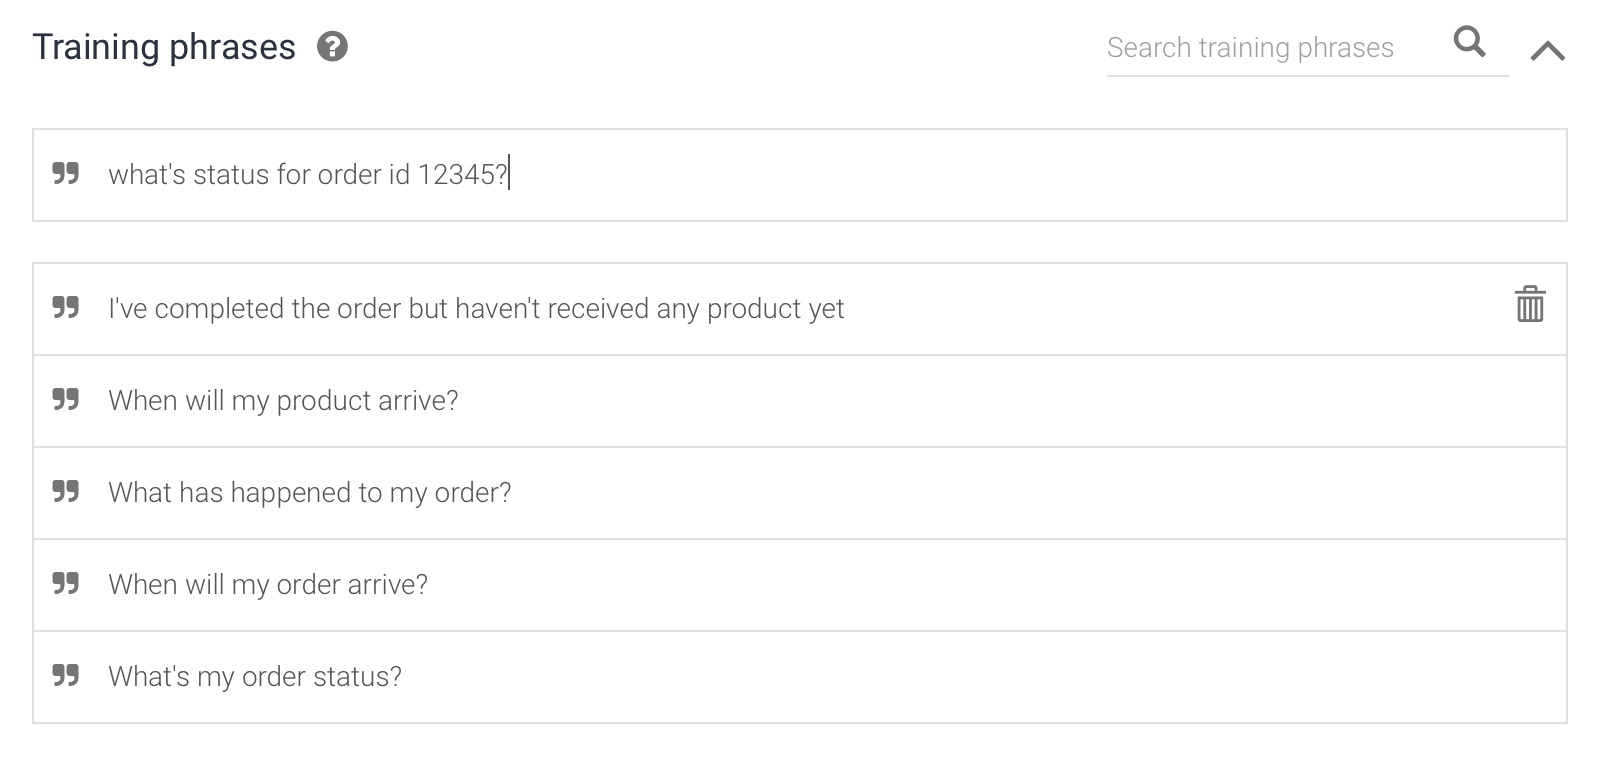 Training phrases ?
Search training phrases
what's status for order id 12345?
I've completed the order but haven't received any product yet
When will my product arrive?
What has happened to my order?
When will my order arrive?
What's my order status?